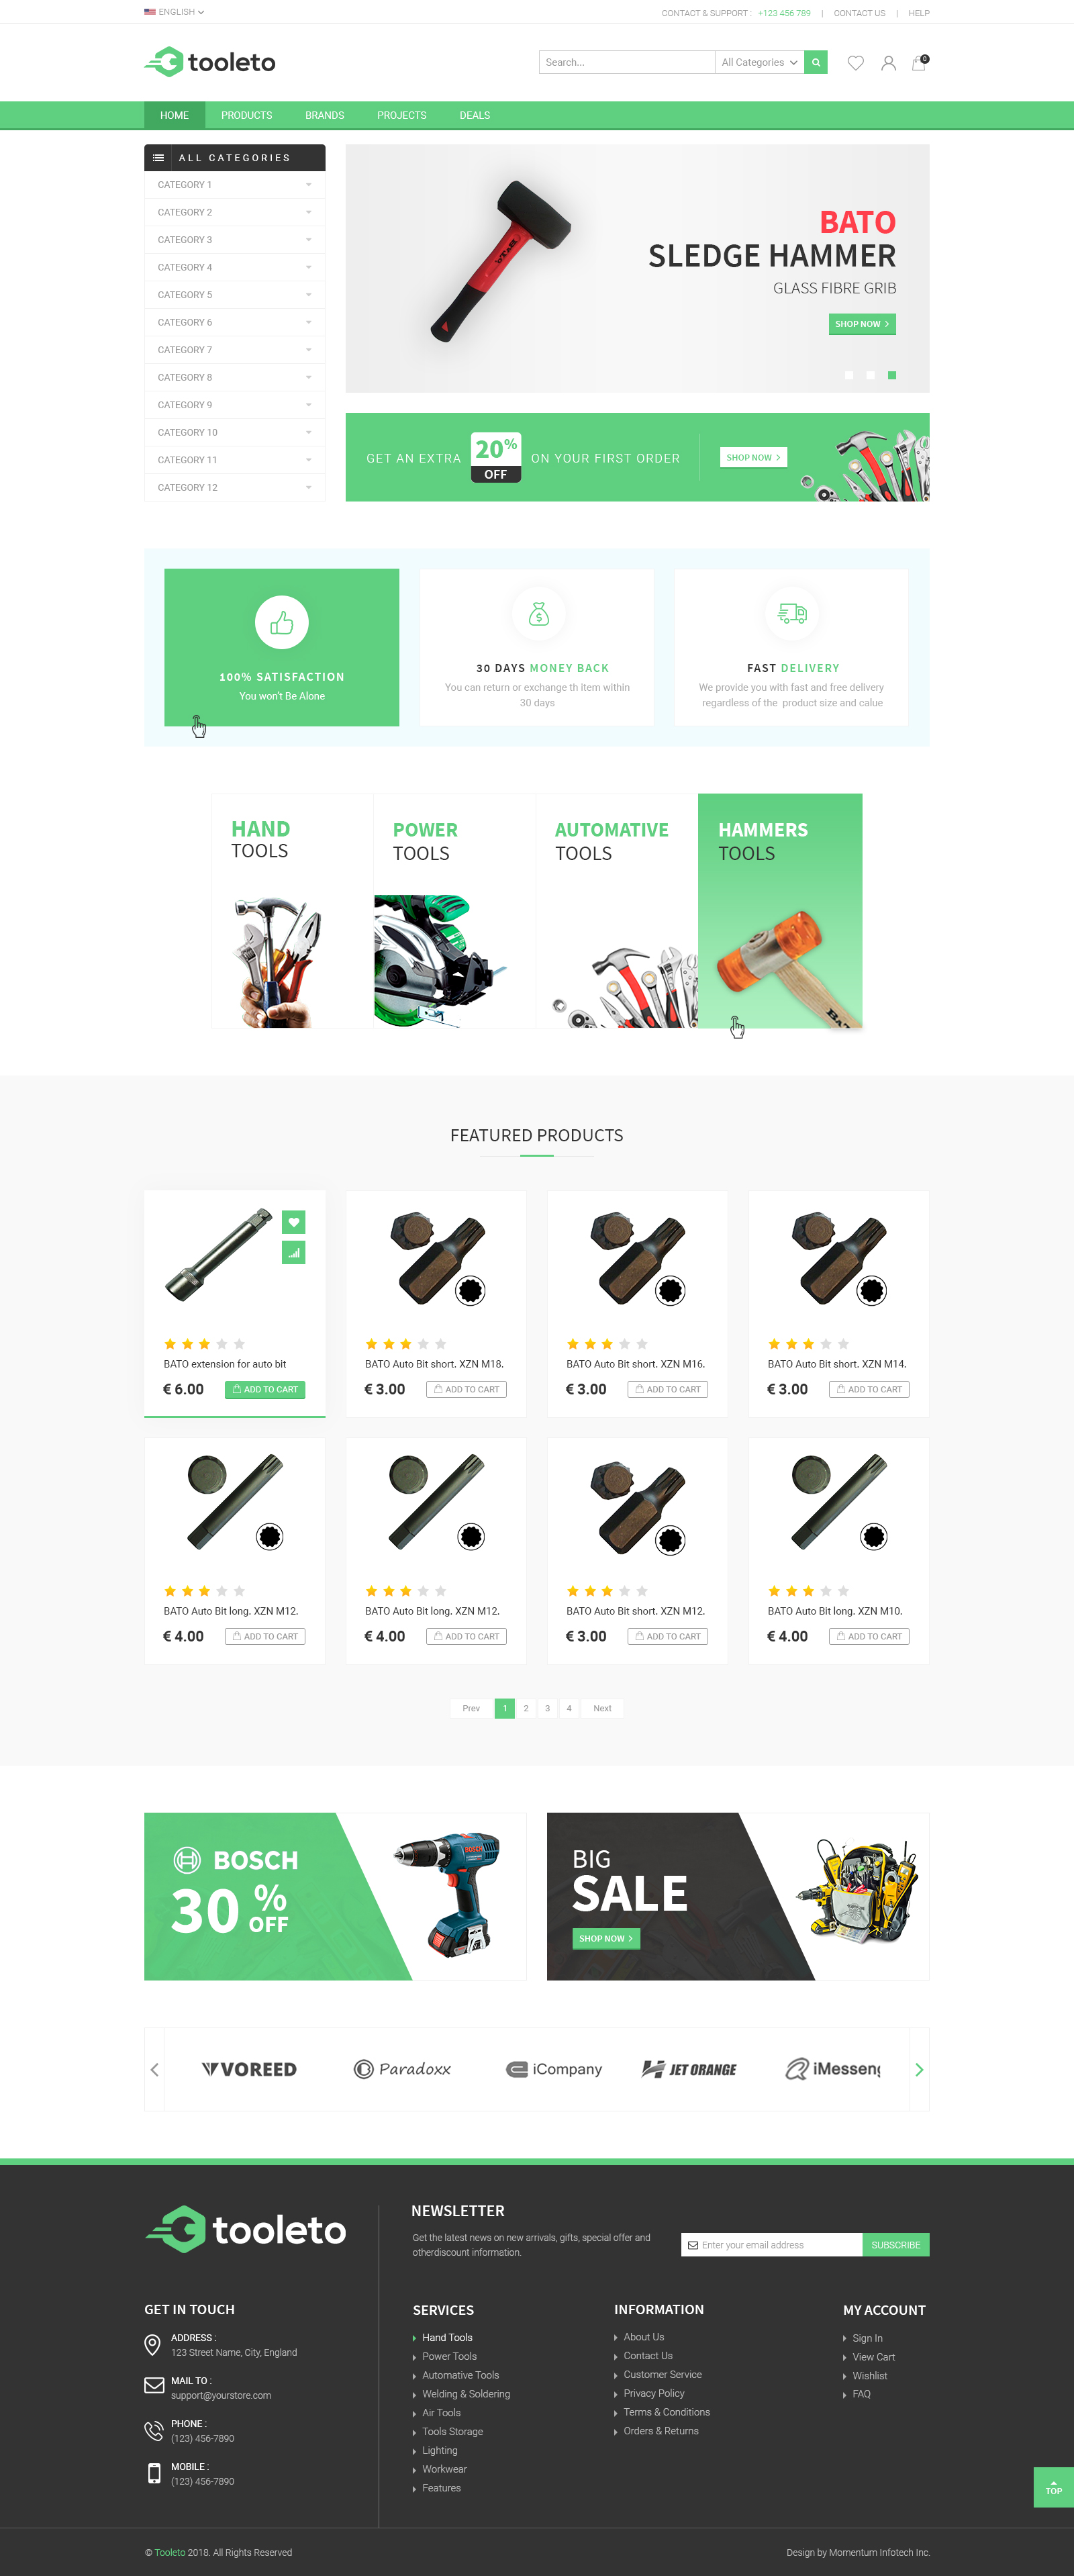 ENGLISH
CONTACT & SUPPORT : +123 456 789 | CONTACT US | HELP
tooleto
Search...
All Categories
0
HOME
PRODUCTS
BRANDS
PROJECTS
DEALS
ALL CATEGORIES
CATEGORY 1
CATEGORY 2
CATEGORY 3
CATEGORY 4
CATEGORY 5
CATEGORY 6
CATEGORY 7
CATEGORY 8
CATEGORY 9
CATEGORY 10
CATEGORY 11
CATEGORY 12
BATO
SLEDGE HAMMER
GLASS FIBRE GRIB
SHOP NOW
GET AN EXTRA
20%
OFF
ON YOUR FIRST ORDER
SHOP NOW
100% SATISFACTION
You won't Be Alone
30 DAYS MONEY BACK
You can return or exchange th item within
30 days
FAST DELIVERY
We provide you with fast and free delivery
regardless of the product size and calue
HAND
TOOLS
POWER
TOOLS
AUTOMATIVE
TOOLS
HAMMERS
TOOLS
FEATURED PRODUCTS
BATO extension for auto bit
€ 6.00
ADD TO CART
BATO Auto Bit short. XZN M18.
€ 3.00
ADD TO CART
BATO Auto Bit short. XZN M16.
€ 3.00
ADD TO CART
BATO Auto Bit short. XZN M14.
€ 3.00
ADD TO CART
BATO Auto Bit long. XZN M12.
€ 4.00
ADD TO CART
BATO Auto Bit long. XZN M12.
€ 4.00
ADD TO CART
BATO Auto Bit short. XZN M12.
€ 3.00
ADD TO CART
BATO Auto Bit long. XZN M10.
€ 4.00
ADD TO CART
Prev
1
2
3
4
Next
BOSCH
30 %
OFF
BOSCH
BIG
SALE
SHOP NOW
VOREED
Paradoxx
iCompany
JET ORANGE
iMesseng
tooleto
NEWSLETTER
Get the latest news on new arrivals, gifts, special offer and
otherdiscount information.
Enter your email address
SUBSCRIBE
GET IN TOUCH
ADDRESS :
123 Street Name, City, England
MAIL TO :
support@yourstore.com
PHONE :
(123) 456-7890
MOBILE :
(123) 456-7890
SERVICES
Hand Tools
Power Tools
Automative Tools
Welding & Soldering
Air Tools
Tools Storage
Lighting
Workwear
Features
INFORMATION
About Us
Contact Us
Customer Service
Privacy Policy
Terms & Conditions
Orders & Returns
MY ACCOUNT
Sign In
View Cart
Wishlist
FAQ
TOP
© Tooleto 2018. All Rights Reserved
Design by Momentum Infotech Inc.